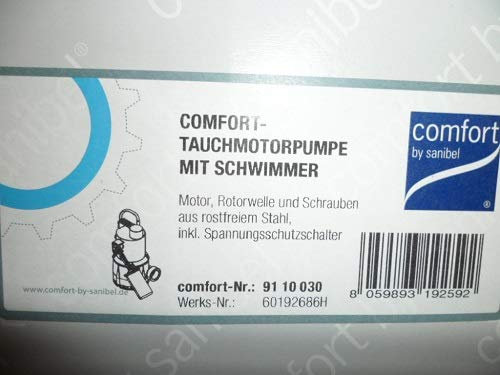 COMFORT-
TAUCHMOTORPUMPE
MIT SCHWIMMER
comfort
by sanibel
®
Motor, Rotorwelle und Schrauben
aus rostfreiem Stahl,
inkl. Spannungsschutzschalter
www.comfort-by-sanibel.de
comfort-Nr.: 91 10 030
Werks-Nr.: 60192686H
8 059893 192592